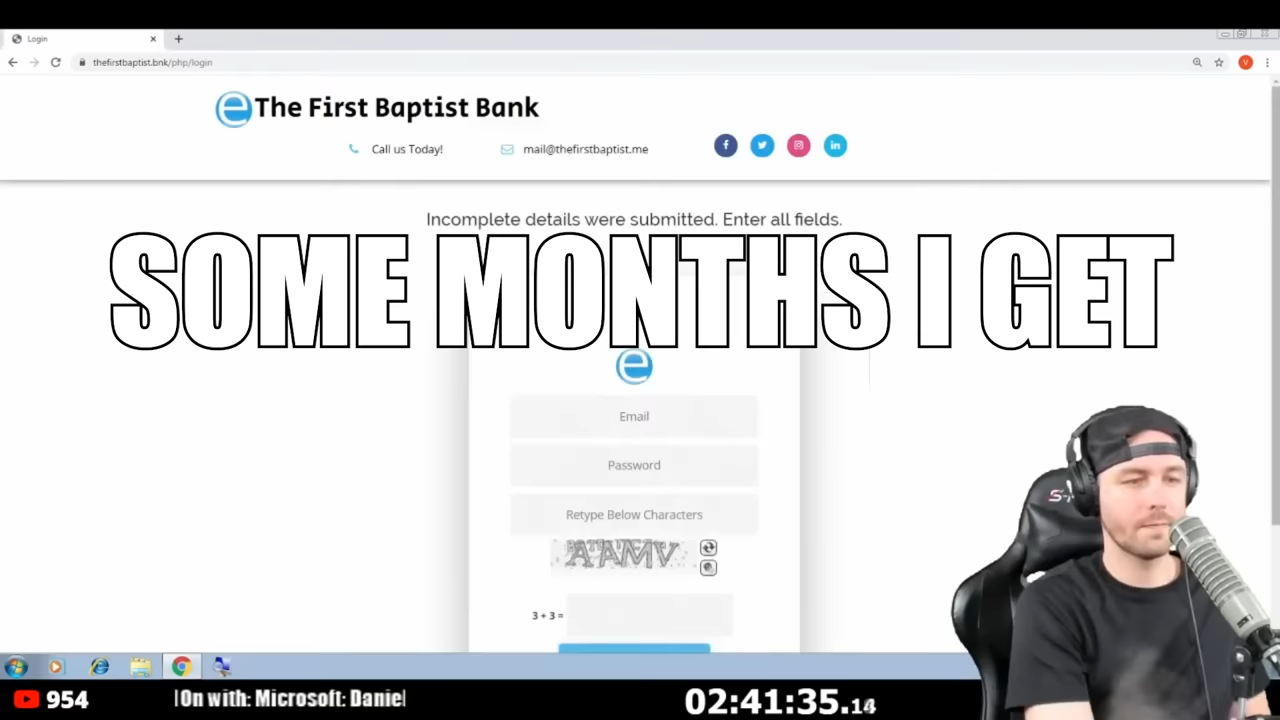 Login
thefirstbaptist.bnk/php/login
V
The First Baptist Bank
Call us Today!
mail@thefirstbaptist.me
Incomplete details were submitted. Enter all fields.
SOME MONTHS I GET
Email
Password
Retype Below Characters
AAMV
3 + 3 =
954
On with: Microsoft: Daniel
02:41:35.14